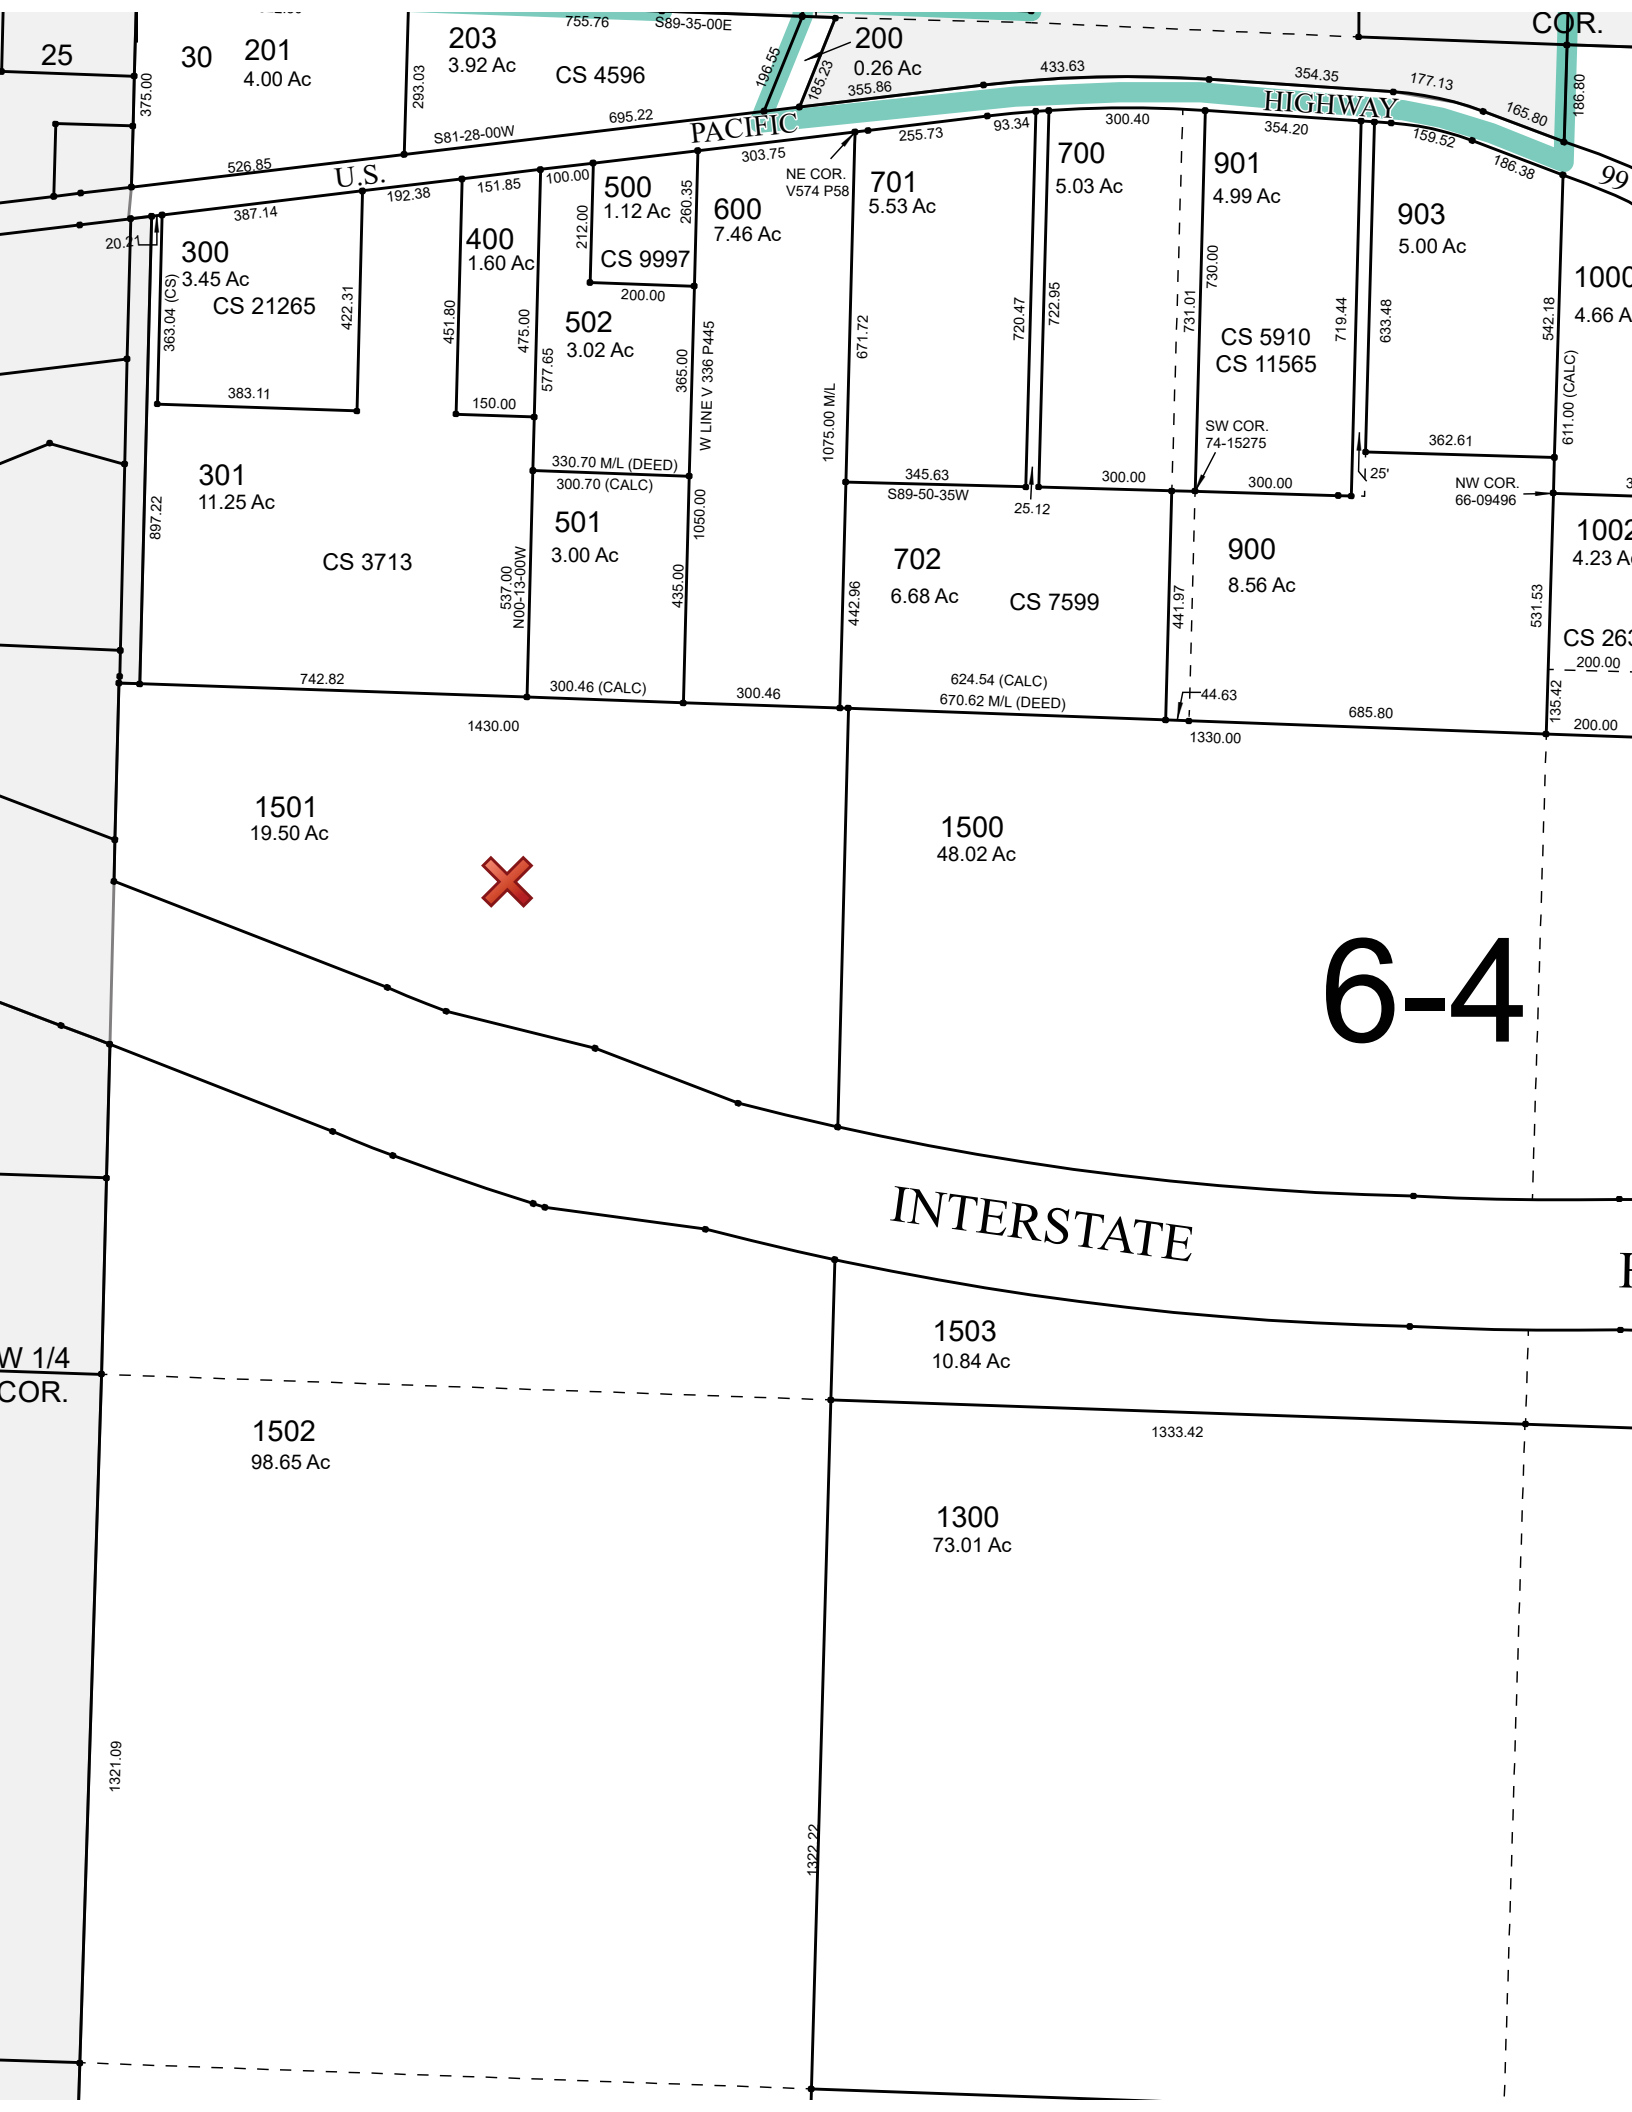 COR.
25
30
201
4.00 Ac
375.00
203
3.92 Ac
CS 4596
293.03
755.76
S89-35-00E
196.55
185.23
200
0.26 Ac
355.86
433.63
354.35
177.13
165.80
186.80
526.85
S81-28-00W
695.22
U.S.
PACIFIC
HIGHWAY
99
20.21
387.14
192.38
151.85
100.00
303.75
NE COR.
V574 P58
255.73
93.34
300.40
354.20
159.52
186.38
300
3.45 Ac
CS 21265
363.04 (CS)
422.31
383.11
400
1.60 Ac
451.80
150.00
475.00
577.65
500
1.12 Ac
CS 9997
212.00
260.35
200.00
502
3.02 Ac
365.00
W LINE V 336 P445
330.70 M/L (DEED)
300.70 (CALC)
600
7.46 Ac
671.72
1075.00 M/L
701
5.53 Ac
720.47
722.95
345.63
S89-50-35W
25.12
700
5.03 Ac
300.00
731.01
730.00
901
4.99 Ac
CS 5910
CS 11565
719.44
633.48
SW COR.
74-15275
300.00
25'
903
5.00 Ac
362.61
542.18
611.00 (CALC)
NW COR.
66-09496
1000
4.66 A
3
301
11.25 Ac
897.22
CS 3713
537.00
N00-13-00W
501
3.00 Ac
435.00
1050.00
442.96
702
6.68 Ac
CS 7599
441.97
900
8.56 Ac
531.53
1002
4.23 Ac
CS 263
200.00
135.42
200.00
742.82
300.46 (CALC)
300.46
624.54 (CALC)
670.62 M/L (DEED)
44.63
685.80
1430.00
1330.00
1501
19.50 Ac
1500
48.02 Ac
6-4
INTERSTATE
W 1/4
COR.
1503
10.84 Ac
1333.42
1502
98.65 Ac
1300
73.01 Ac
1321.09
1322.22